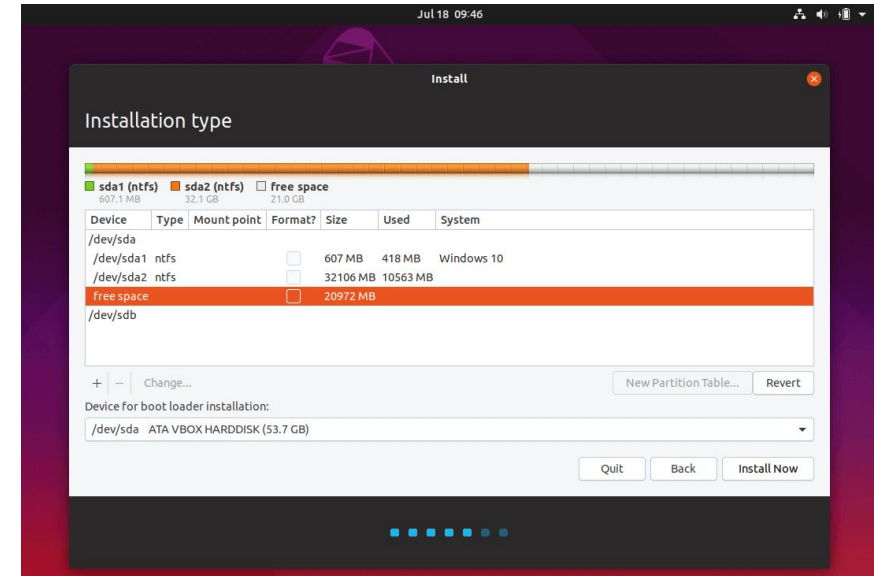 Jul 18 09:46
Install
Installation type
sda1 (ntfs) sda2 (ntfs) free space
607.1 MB 32.1 GB 21.0 GB
Device Type Mount point Format? Size Used System
/dev/sda
/dev/sda1 ntfs 607 MB 418 MB Windows 10
/dev/sda2 ntfs 32106 MB 10563 MB
free space 20972 MB
/dev/sdb
+ − Change... New Partition Table... Revert
Device for boot loader installation:
/dev/sda ATA VBOX HARDDISK (53.7 GB)
Quit Back Install Now